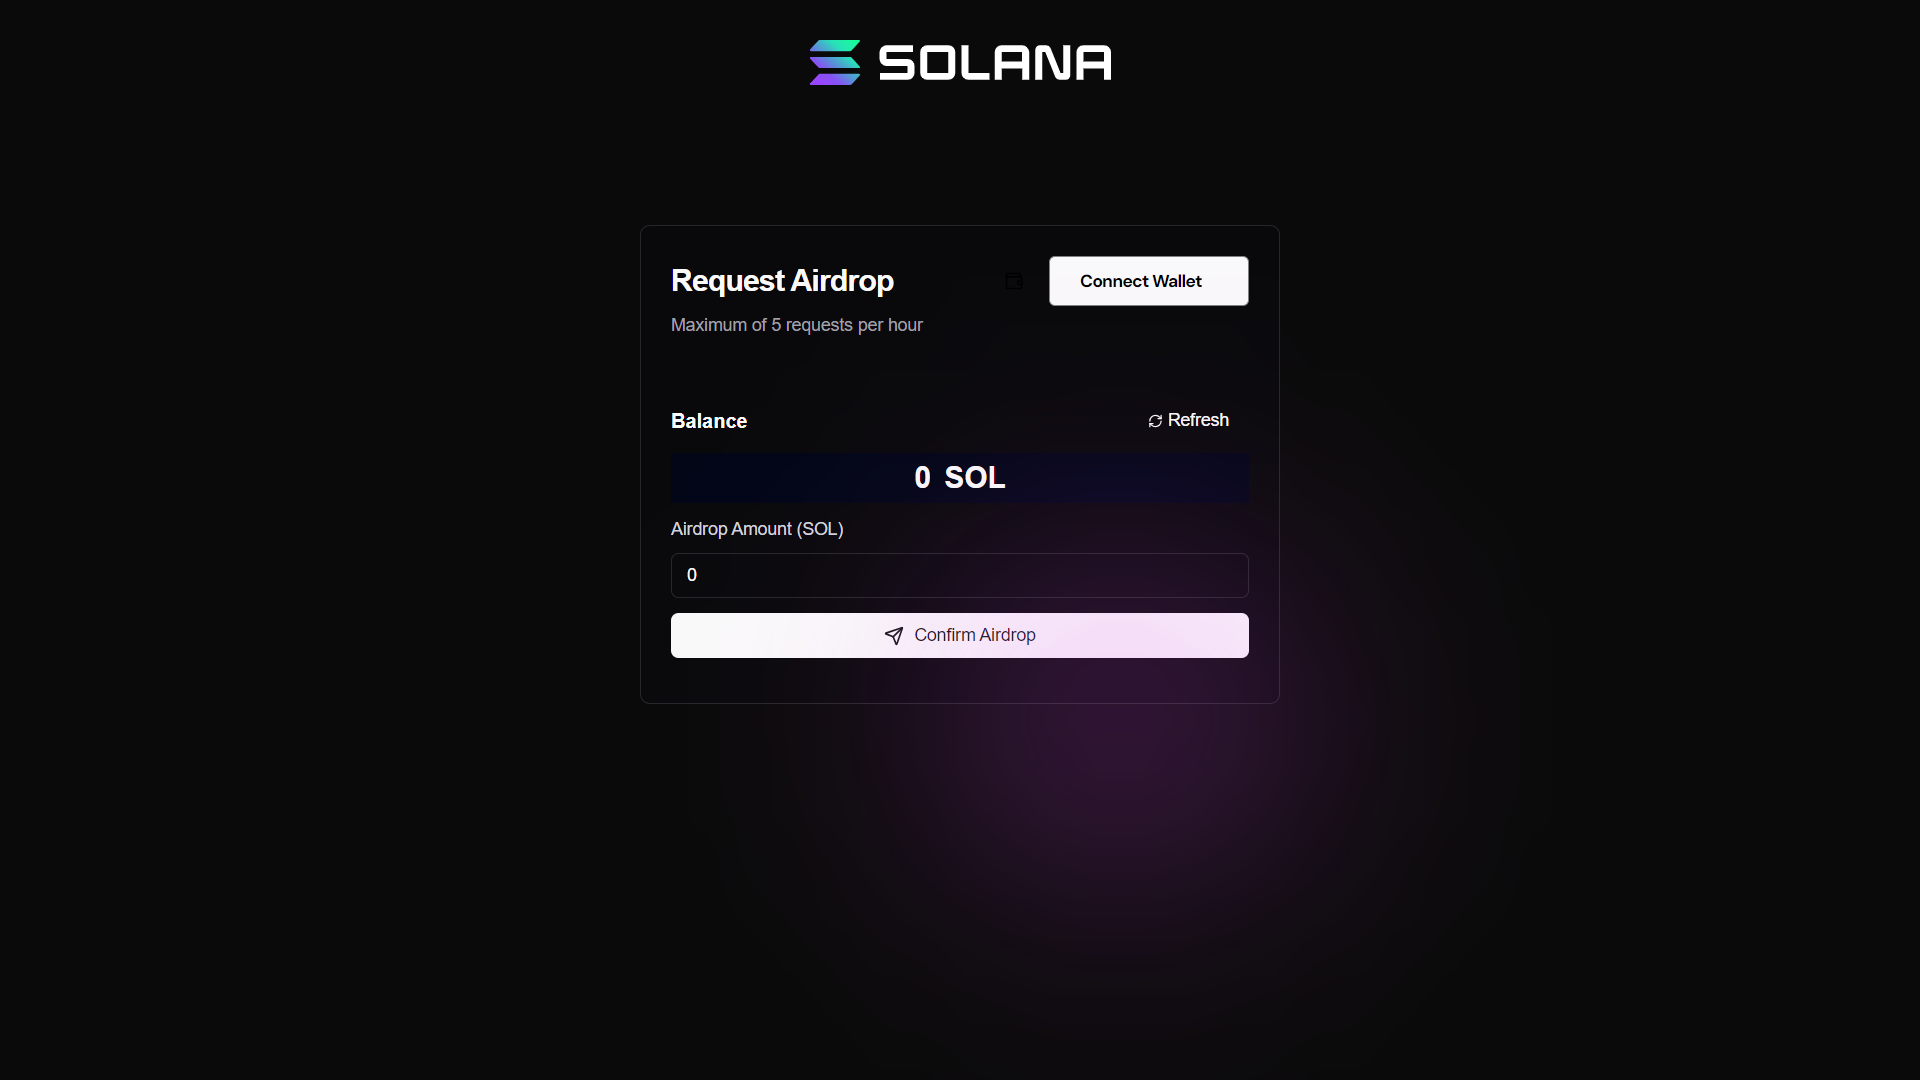 SOLANA
Request Airdrop
Connect Wallet
Maximum of 5 requests per hour
Balance
Refresh
0 SOL
Airdrop Amount (SOL)
0
Confirm Airdrop